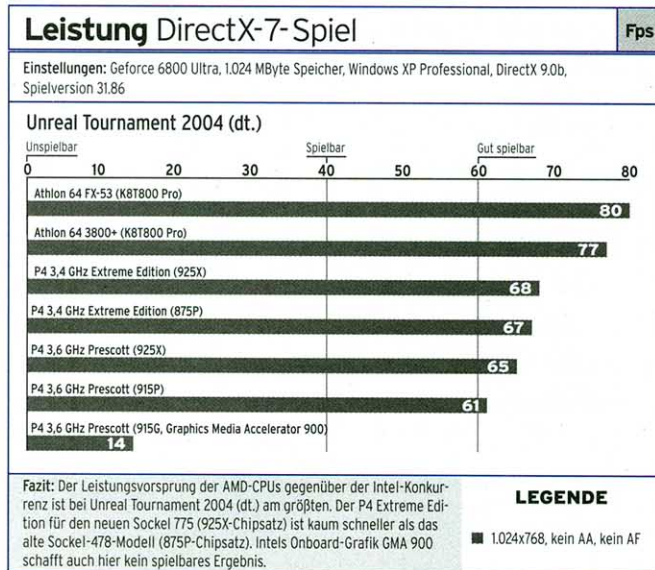 Leistung DirectX-7-Spiel
Fps
Einstellungen: Geforce 6800 Ultra, 1.024 MByte Speicher, Windows XP Professional, DirectX 9.0b,
Spielversion 31.86
Unreal Tournament 2004 (dt.)
Unspielbar Spielbar Gut spielbar
0 10 20 30 40 50 60 70 80
Athlon 64 FX-53 (K8T800 Pro)
80
Athlon 64 3800+ (K8T800 Pro)
77
P4 3,4 GHz Extreme Edition (925X)
68
P4 3,4 GHz Extreme Edition (875P)
67
P4 3,6 GHz Prescott (925X)
65
P4 3,6 GHz Prescott (915P)
61
P4 3,6 GHz Prescott (915G, Graphics Media Accelerator 900)
14
Fazit: Der Leistungsvorsprung der AMD-CPUs gegenüber der Intel-Konkur-
renz ist bei Unreal Tournament 2004 (dt.) am größten. Der P4 Extreme Edi-
tion für den neuen Sockel 775 (925X-Chipsatz) ist kaum schneller als das
alte Sockel-478-Modell (875P-Chipsatz). Intels Onboard-Grafik GMA 900
schafft auch hier kein spielbares Ergebnis.
LEGENDE
1.024x768, kein AA, kein AF